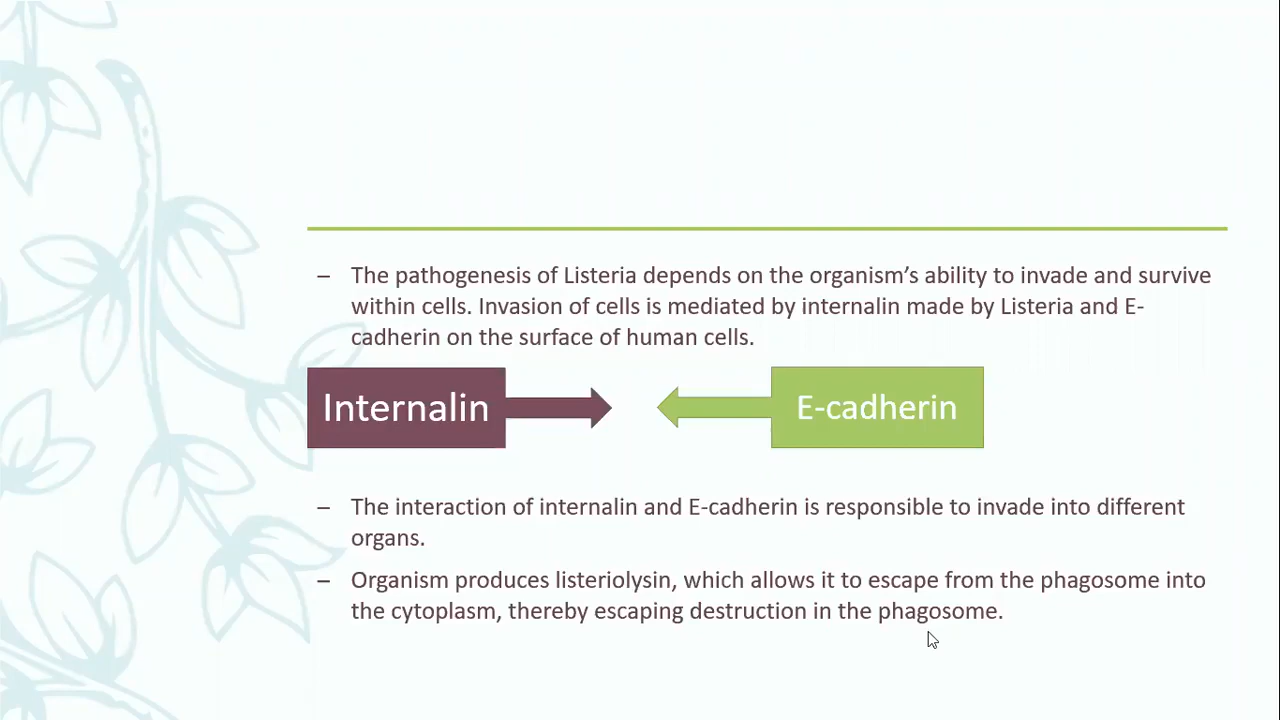 – The pathogenesis of Listeria depends on the organism’s ability to invade and survive
within cells. Invasion of cells is mediated by internalin made by Listeria and E-
cadherin on the surface of human cells.
Internalin
E-cadherin
– The interaction of internalin and E-cadherin is responsible to invade into different
organs.
– Organism produces listeriolysin, which allows it to escape from the phagosome into
the cytoplasm, thereby escaping destruction in the phagosome.